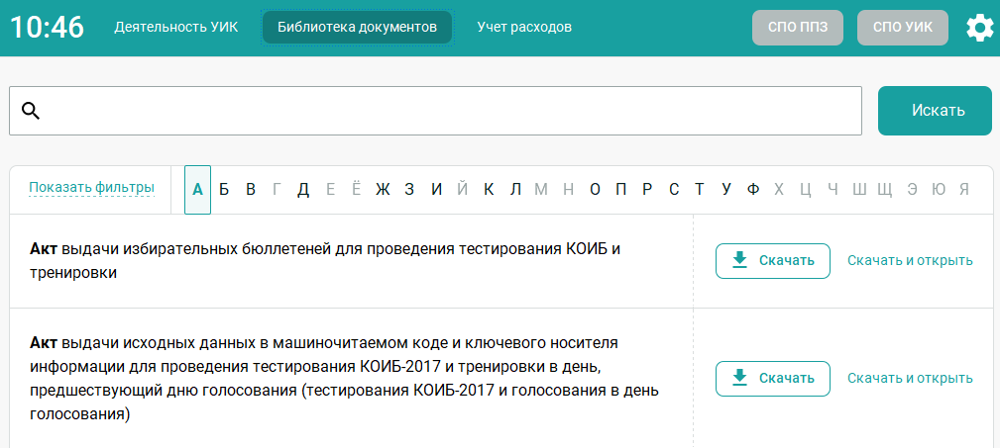 10:46 Деятельность УИК Библиотека документов Учет расходов СПО ППЗ СПО УИК
Искать
Показать фильтры А Б В Г Д Е Ё Ж З И Й К Л М Н О П Р С Т У Ф Х Ц Ч Ш Щ Э Ю Я
Акт выдачи избирательных бюллетеней для проведения тестирования КОИБ и
тренировки
Скачать Скачать и открыть
Акт выдачи исходных данных в машиночитаемом коде и ключевого носителя
информации для проведения тестирования КОИБ-2017 и тренировки в день,
предшествующий дню голосования (тестирования КОИБ-2017 и голосования в день
голосования)
Скачать Скачать и открыть